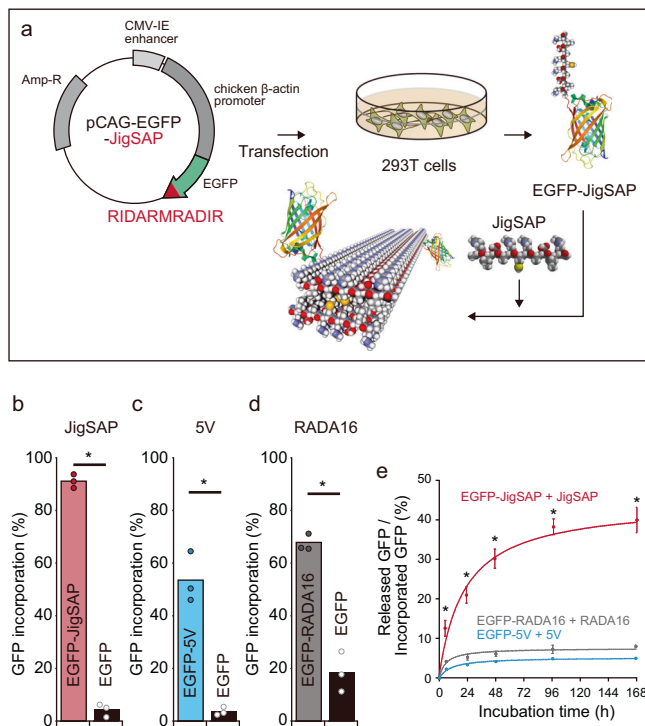 a
CMV-IE
enhancer
Amp-R
chicken β-actin
promoter
pCAG-EGFP
-JigSAP
EGFP
RIDARMRADIR
Transfection
293T cells
EGFP-JigSAP
JigSAP
b
JigSAP
GFP incorporation (%)
100
80
60
40
20
0
*
EGFP-JigSAP
EGFP
c
5V
GFP incorporation (%)
100
80
60
40
20
0
*
EGFP-5V
EGFP
d
RADA16
GFP incorporation (%)
100
80
60
40
20
0
*
EGFP-RADA16
EGFP
e
Released GFP /
Incorporated GFP (%)
50
40
30
20
10
0
EGFP-JigSAP + JigSAP
* * * * *
EGFP-RADA16 + RADA16
EGFP-5V + 5V
0 24 48 72 96 120 144 168
Incubation time (h)